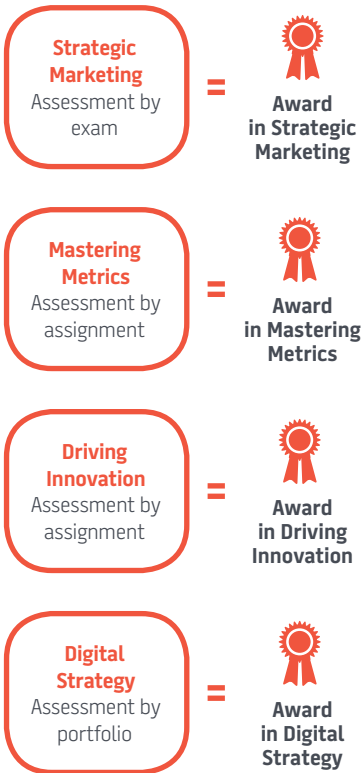 Strategic
Marketing
Assessment by
exam
=
Award
in Strategic
Marketing
Mastering
Metrics
Assessment by
assignment
=
Award
in Mastering
Metrics
Driving
Innovation
Assessment by
assignment
=
Award
in Driving
Innovation
Digital
Strategy
Assessment by
portfolio
=
Award
in Digital
Strategy